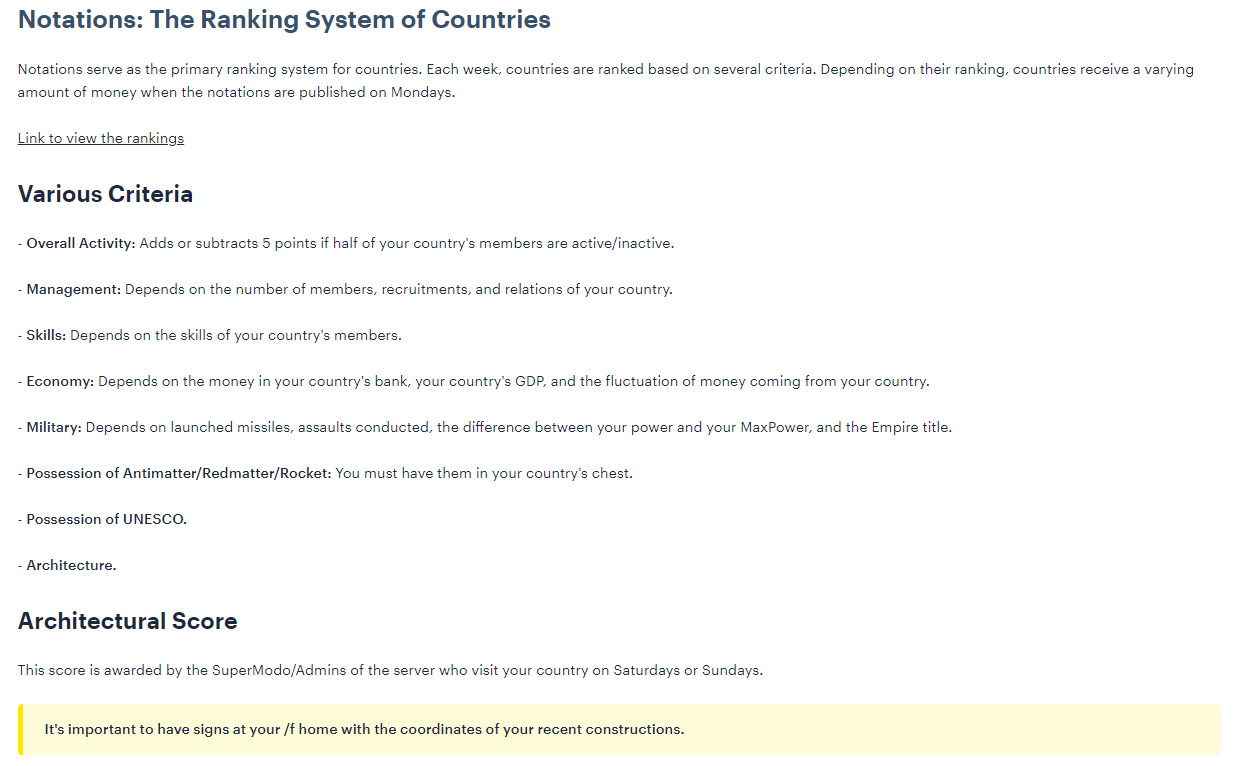 Notations: The Ranking System of Countries
Notations serve as the primary ranking system for countries. Each week, countries are ranked based on several criteria. Depending on their ranking, countries receive a varying
amount of money when the notations are published on Mondays.
Link to view the rankings
Various Criteria
- Overall Activity: Adds or subtracts 5 points if half of your country's members are active/inactive.
- Management: Depends on the number of members, recruitments, and relations of your country.
- Skills: Depends on the skills of your country's members.
- Economy: Depends on the money in your country's bank, your country's GDP, and the fluctuation of money coming from your country.
- Military: Depends on launched missiles, assaults conducted, the difference between your power and your MaxPower, and the Empire title.
- Possession of Antimatter/Redmatter/Rocket: You must have them in your country's chest.
- Possession of UNESCO.
- Architecture.
Architectural Score
This score is awarded by the SuperModo/Admins of the server who visit your country on Saturdays or Sundays.
It's important to have signs at your /f home with the coordinates of your recent constructions.